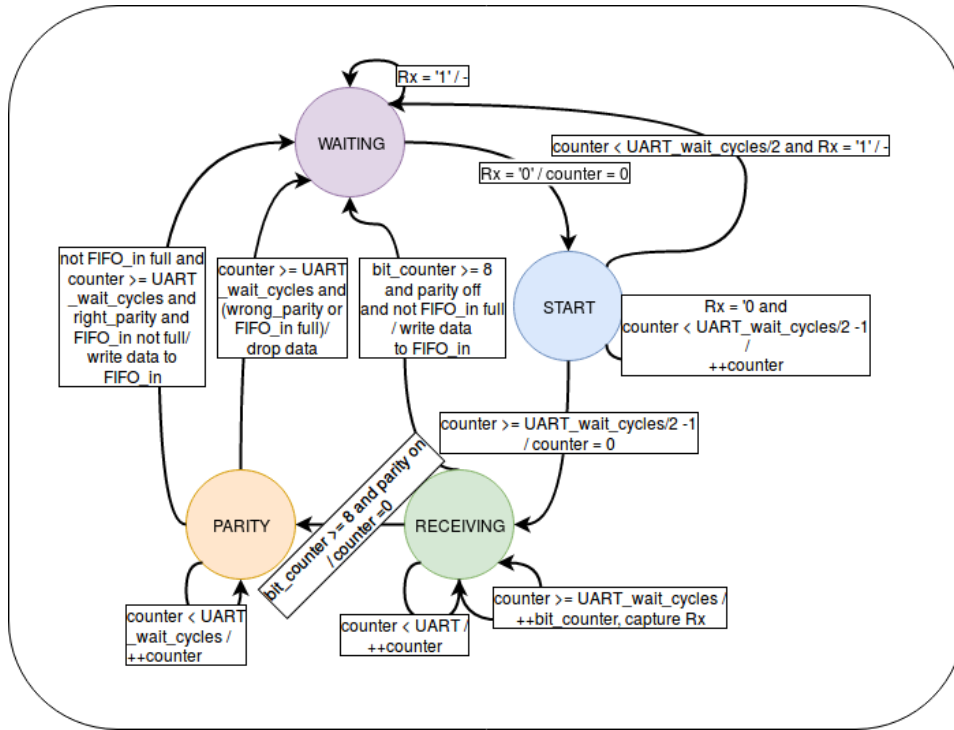 Rx = '1' / -
WAITING
counter < UART_wait_cycles/2 and Rx = '1' / -
Rx = '0' / counter = 0
not FIFO_in full and
counter >= UART
_wait_cycles and
right_parity and
FIFO_in not full/
write data to
FIFO_in
counter >= UART
_wait_cycles and
(wrong_parity or
FIFO_in full)/
drop data
bit_counter >= 8
and parity off
and not FIFO_in full
/ write data
to FIFO_in
START
Rx = '0 and
counter < UART_wait_cycles/2 -1
/
++counter
counter >= UART_wait_cycles/2 -1
/ counter = 0
bit_counter >= 8 and parity on
/ counter =0
PARITY
RECEIVING
counter < UART
_wait_cycles /
++counter
counter < UART /
++counter
counter >= UART_wait_cycles /
++bit_counter, capture Rx